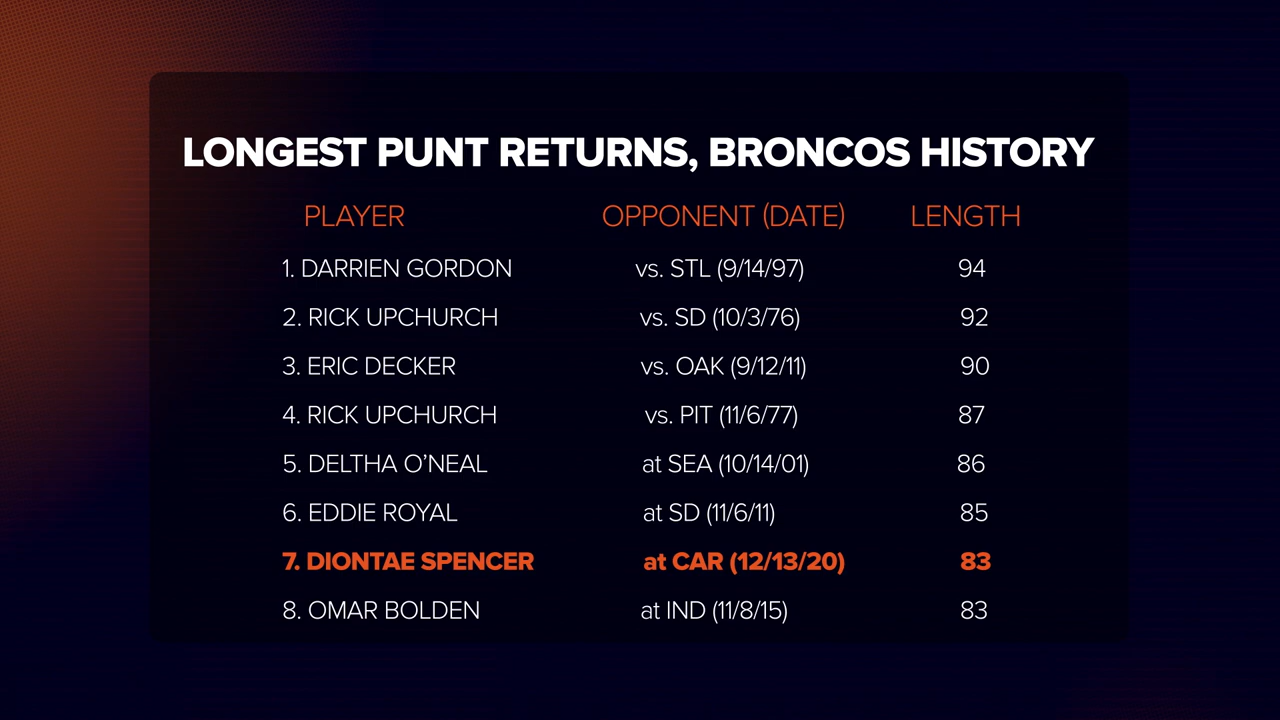 LONGEST PUNT RETURNS, BRONCOS HISTORY
PLAYER OPPONENT (DATE) LENGTH
1. DARRIEN GORDON vs. STL (9/14/97) 94
2. RICK UPCHURCH vs. SD (10/3/76) 92
3. ERIC DECKER vs. OAK (9/12/11) 90
4. RICK UPCHURCH vs. PIT (11/6/77) 87
5. DELTHA O’NEAL at SEA (10/14/01) 86
6. EDDIE ROYAL at SD (11/6/11) 85
7. DIONTAE SPENCER at CAR (12/13/20) 83
8. OMAR BOLDEN at IND (11/8/15) 83